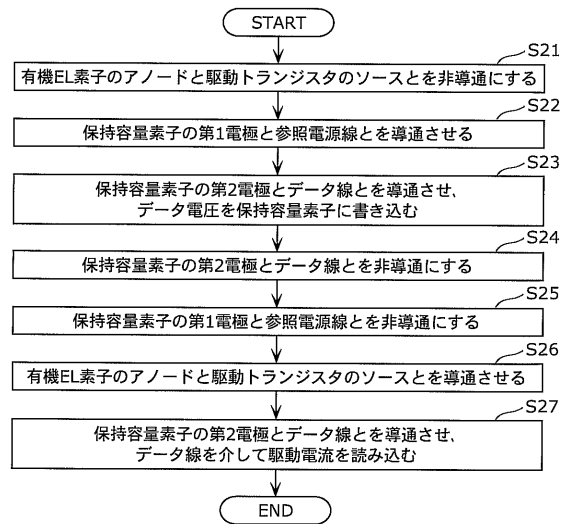 START
S21
有機EL素子のアノードと駆動トランジスタのソースとを非導通にする
S22
保持容量素子の第1電極と参照電源線とを導通させる
S23
保持容量素子の第2電極とデータ線とを導通させ、
データ電圧を保持容量素子に書き込む
S24
保持容量素子の第2電極とデータ線とを非導通にする
S25
保持容量素子の第1電極と参照電源線とを非導通にする
S26
有機EL素子のアノードと駆動トランジスタのソースとを導通させる
S27
保持容量素子の第2電極とデータ線とを導通させ、
データ線を介して駆動電流を読み込む
END